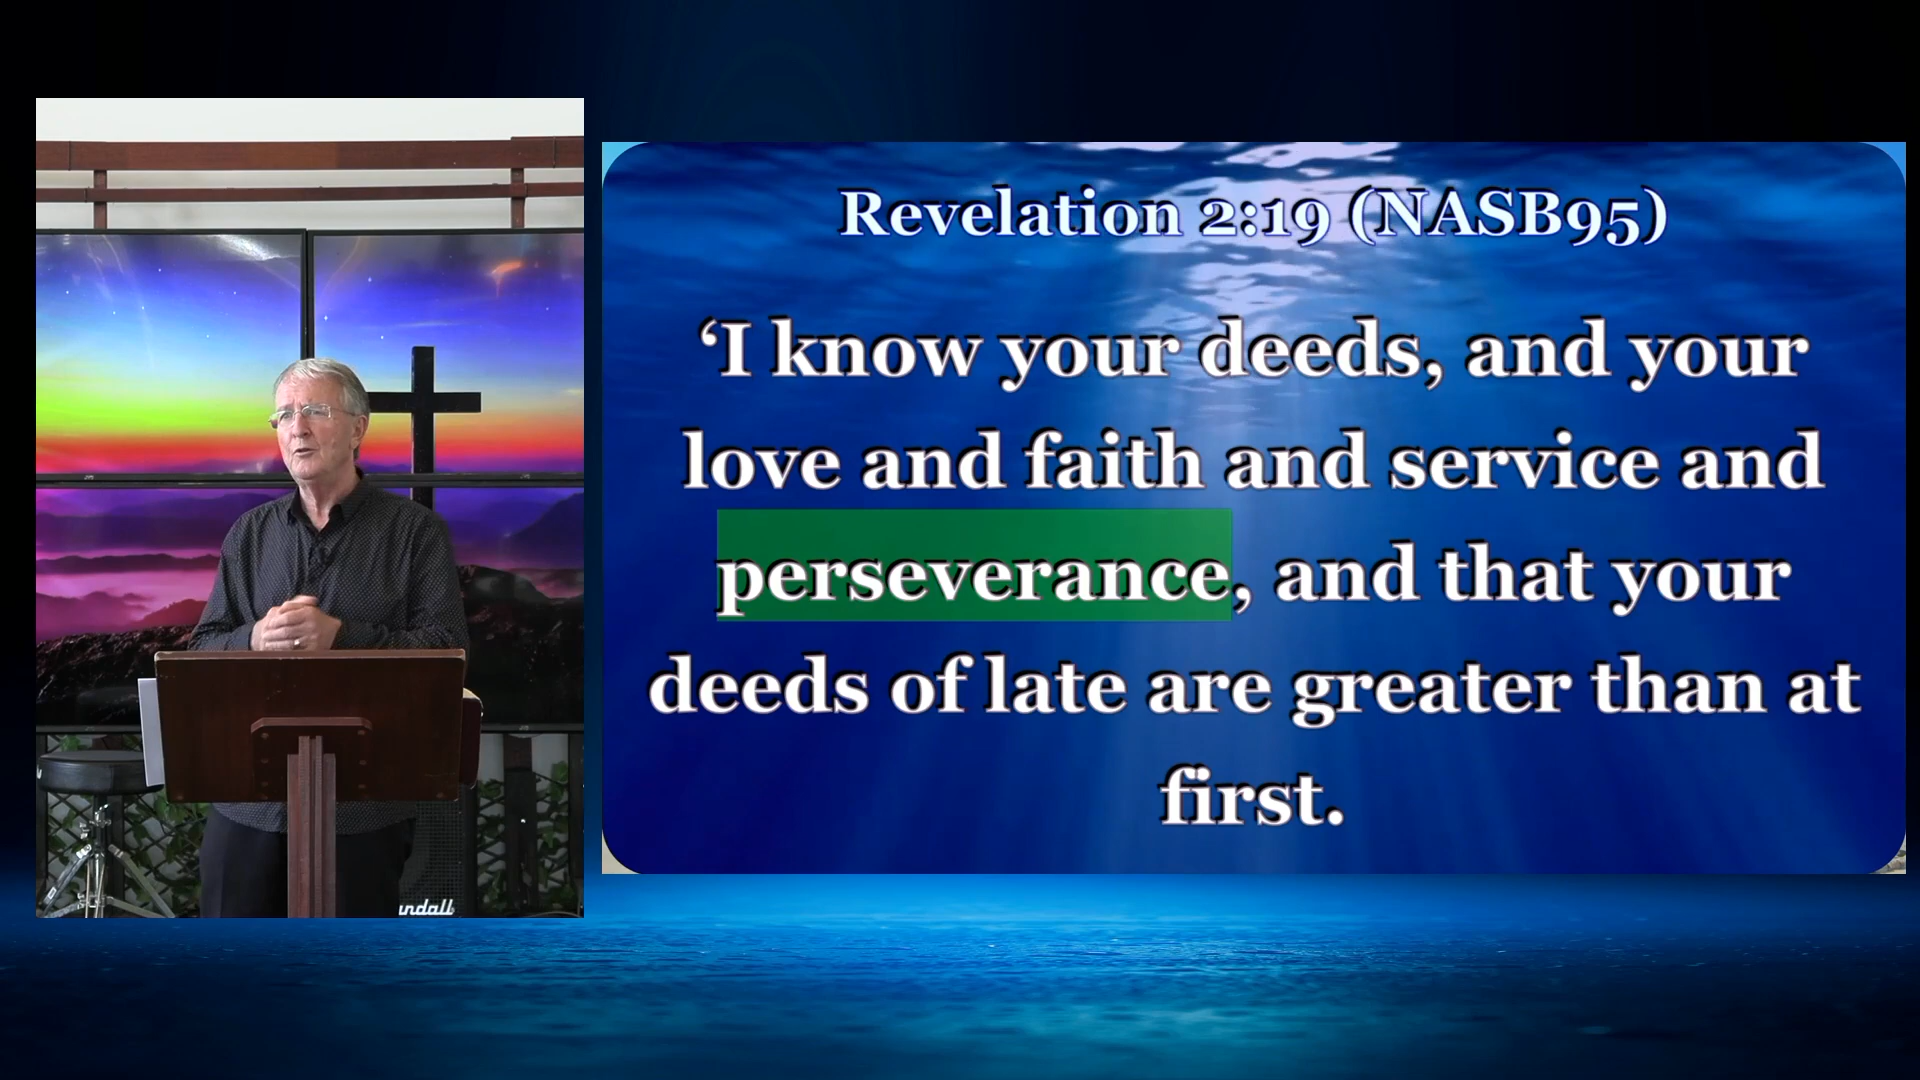 Revelation 2:19 (NASB95)
‘I know your deeds, and your
love and faith and service and
perseverance, and that your
deeds of late are greater than at
first.